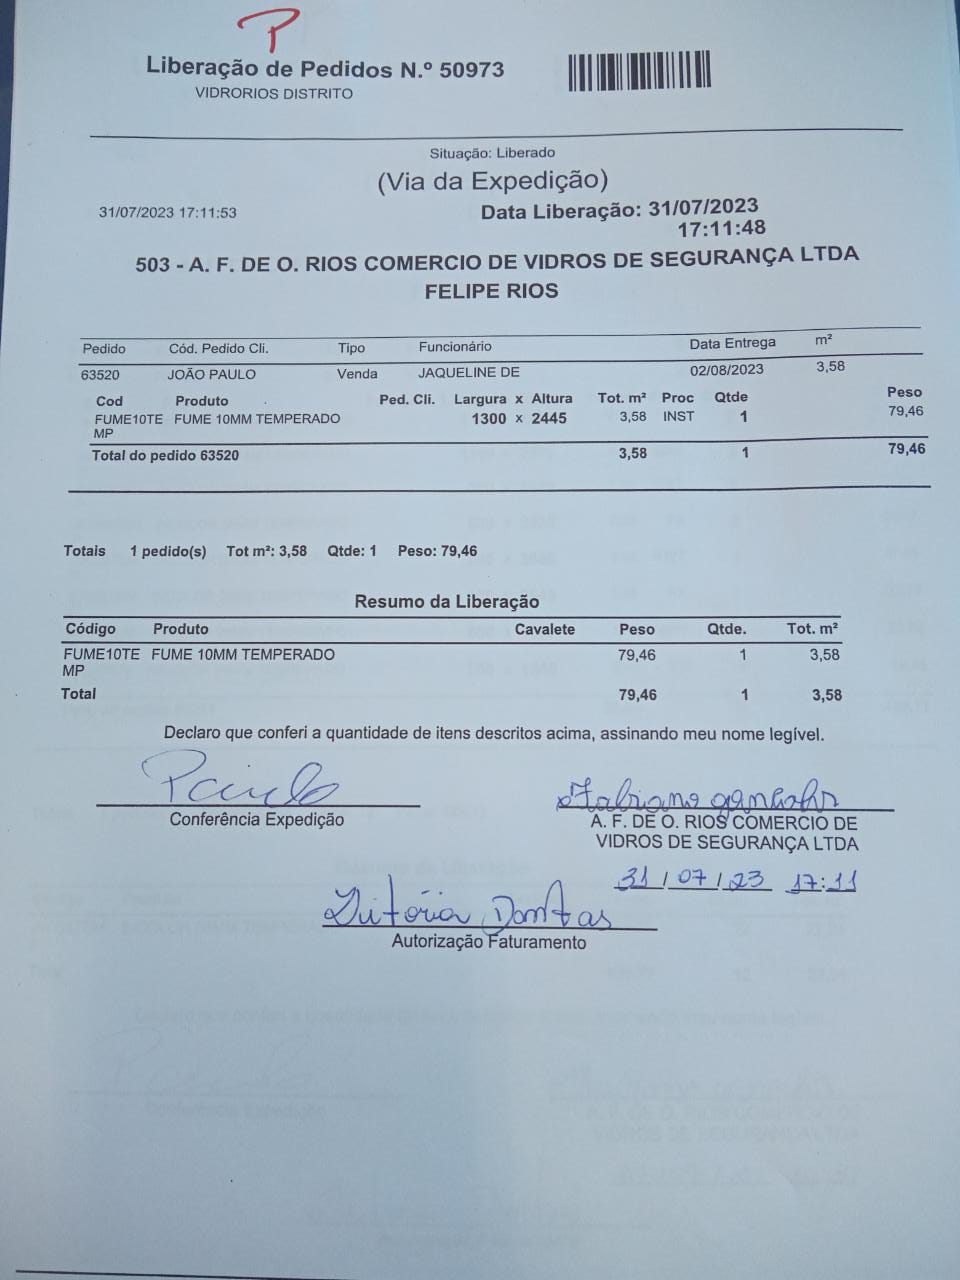 P
Liberação de Pedidos N.º 50973
VIDRORIOS DISTRITO
Situação: Liberado
(Via da Expedição)
31/07/2023 17:11:53
Data Liberação: 31/07/2023
17:11:48
503 - A. F. DE O. RIOS COMERCIO DE VIDROS DE SEGURANÇA LTDA
FELIPE RIOS
Pedido Cód. Pedido Cli. Tipo Funcionário Data Entrega m²
63520 JOÃO PAULO Venda JAQUELINE DE 02/08/2023 3,58
Cod Produto Ped. Cli. Largura x Altura Tot. m² Proc Qtde Peso
FUME10TE FUME 10MM TEMPERADO 1300 x 2445 3,58 INST 1 79,46
MP
Total do pedido 63520 3,58 1 79,46
Totais 1 pedido(s) Tot m²: 3,58 Qtde: 1 Peso: 79,46
Resumo da Liberação
Código Produto Cavalete Peso Qtde. Tot. m²
FUME10TE FUME 10MM TEMPERADO 79,46 1 3,58
MP
Total 79,46 1 3,58
Declaro que conferi a quantidade de itens descritos acima, assinando meu nome legível.
Paulo
Conferência Expedição
Fabiano
A. F. DE O. RIOS COMERCIO DE
VIDROS DE SEGURANÇA LTDA
31/07/23 17:11
Vitória Dantas
Autorização Faturamento